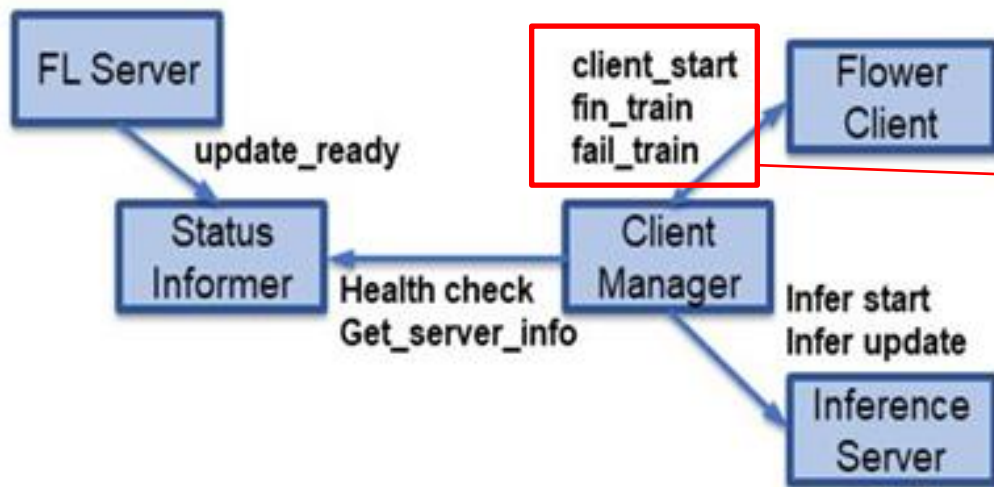 FL Server
client_start
fin_train
fail_train
Flower
Client
update_ready
Status
Informer
Client
Manager
Health check
Get_server_info
Infer start
Infer update
Inference
Server